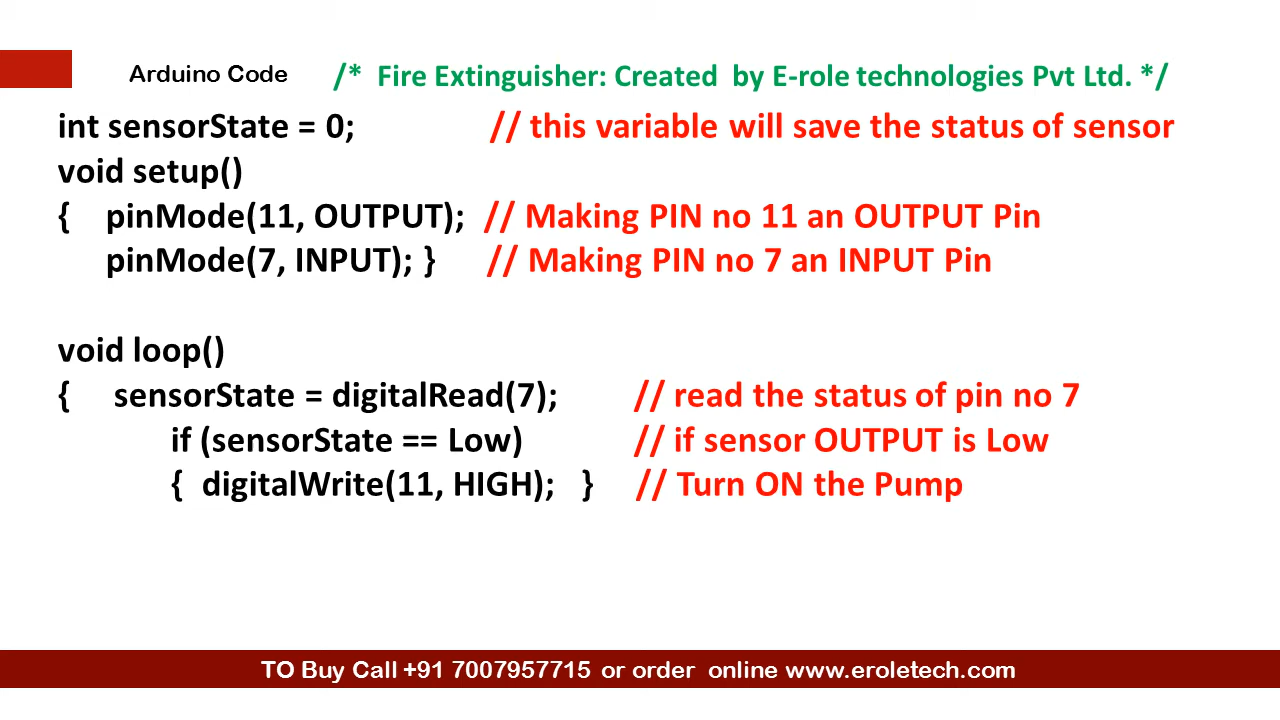 Arduino Code /* Fire Extinguisher: Created by E-role technologies Pvt Ltd. */
int sensorState = 0; // this variable will save the status of sensor
void setup()
{ pinMode(11, OUTPUT); // Making PIN no 11 an OUTPUT Pin
pinMode(7, INPUT); } // Making PIN no 7 an INPUT Pin
void loop()
{ sensorState = digitalRead(7); // read the status of pin no 7
if (sensorState == Low) // if sensor OUTPUT is Low
{ digitalWrite(11, HIGH); } // Turn ON the Pump
TO Buy Call +91 7007957715 or order online www.eroletech.com